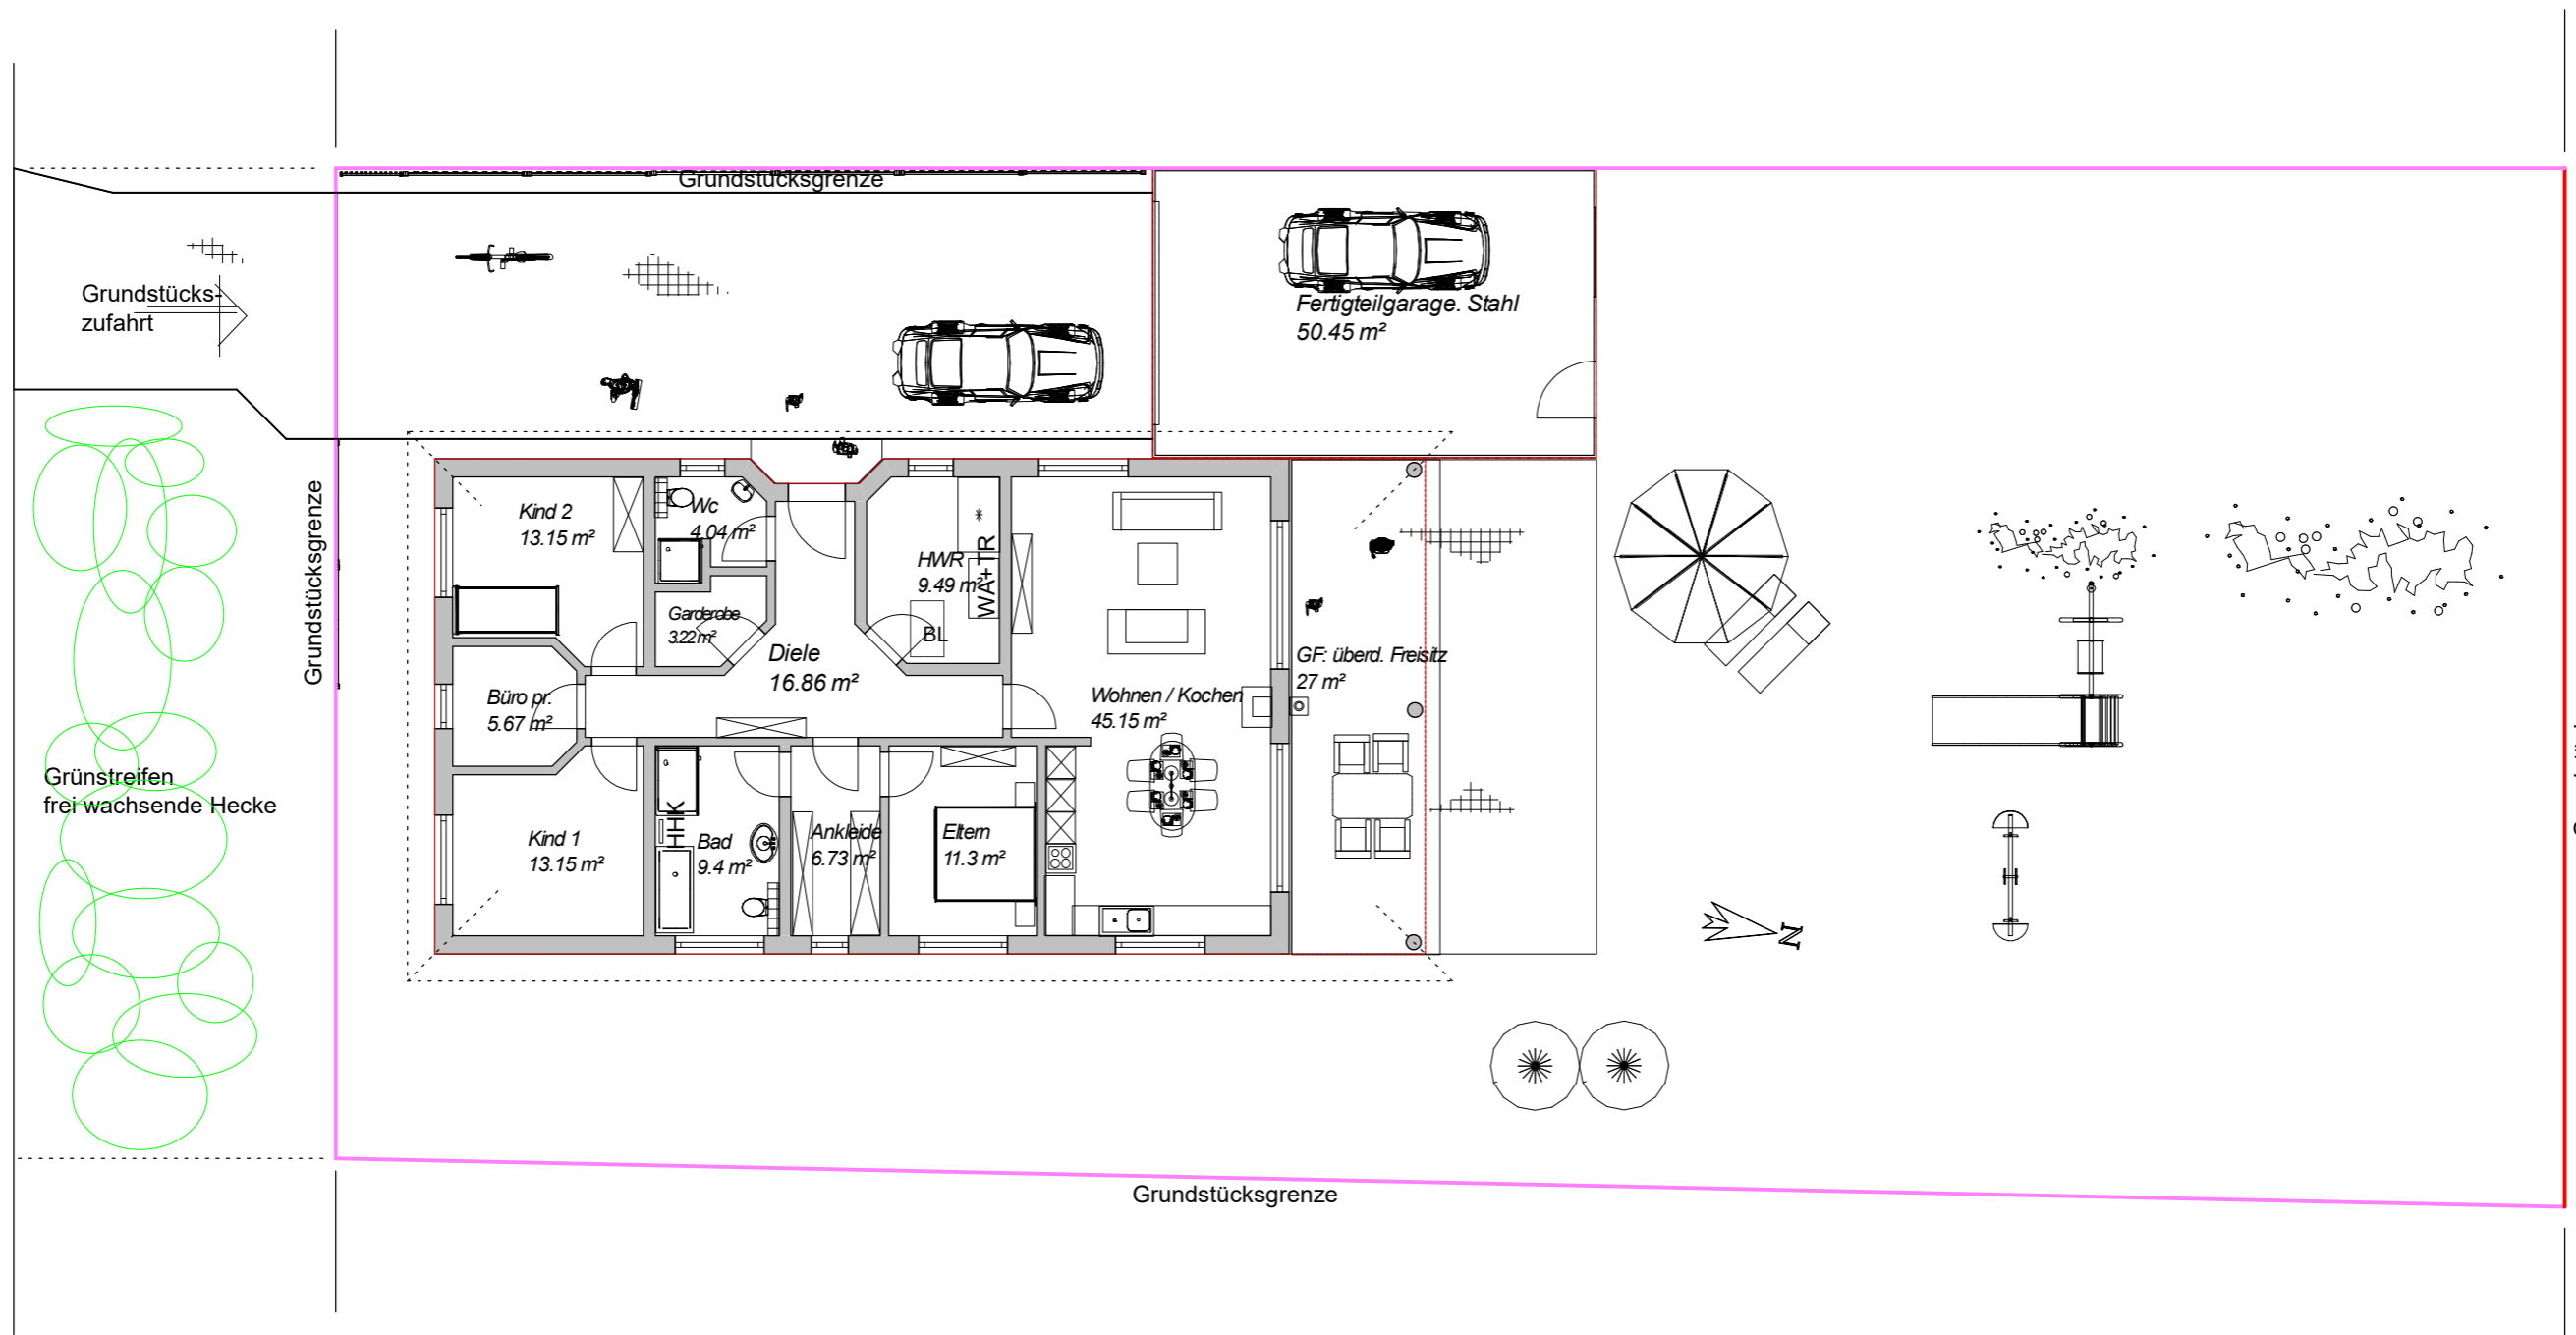 Grundstücksgrenze
Grundstücks-
zufahrt
Fertigteilgarage. Stahl
50.45 m²
Grundstücksgrenze
Kind 2
13.15 m²
Wc
4.04 m²
HWR
9.49 m²
WA+ TR
BL
Garderobe
3.22 m²
Diele
16.86 m²
GF: überd. Freisitz
27 m²
Büro pr.
5.67 m²
Wohnen / Kochen
45.15 m²
Grünstreifen
frei wachsende Hecke
Kind 1
13.15 m²
HHK
Bad
9.4 m²
Ankleide
6.73 m²
Eltern
11.3 m²
N
Grundstücksgrenze